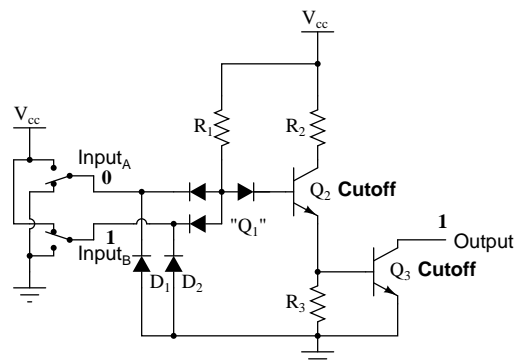 Vcc
Vcc
R1
R2
InputA
0
Q2 Cutoff
"Q1"
1
1
Output
InputB
Q3 Cutoff
D1
D2
R3